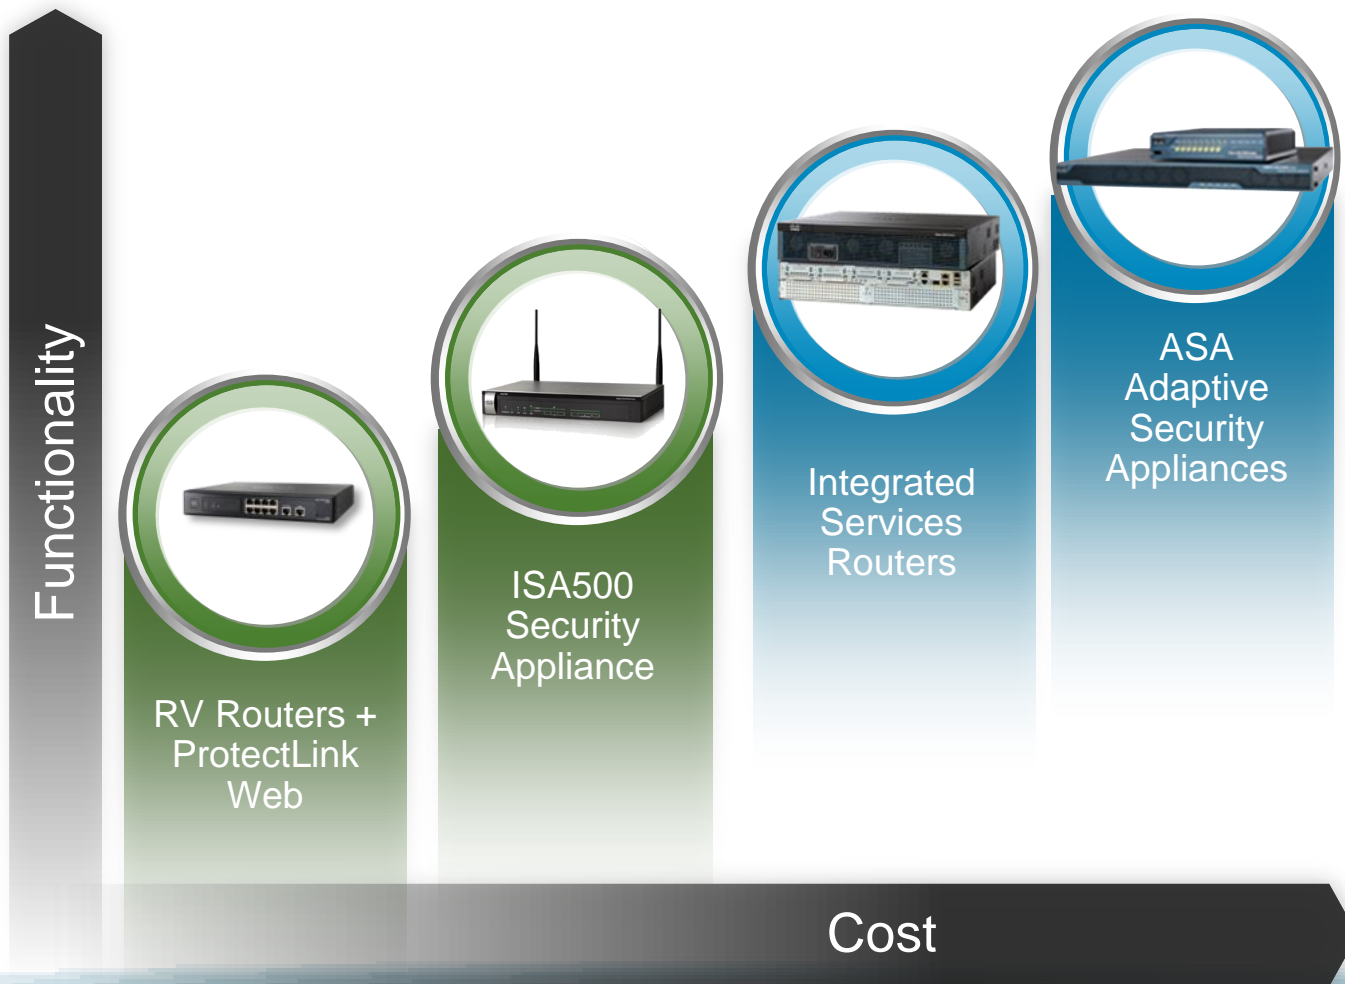 Functionality
RV Routers +
ProtectLink
Web
ISA500
Security
Appliance
Integrated
Services
Routers
ASA
Adaptive
Security
Appliances
Cost